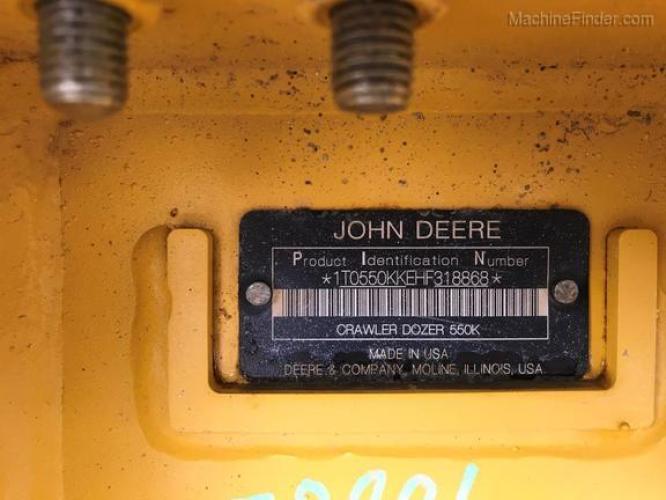 MachineFinder.com
JOHN DEERE
Product Identification Number
*1T0550KKEHF318868*
CRAWLER DOZER 550K
MADE IN USA
DEERE & COMPANY, MOLINE, ILLINOIS, USA